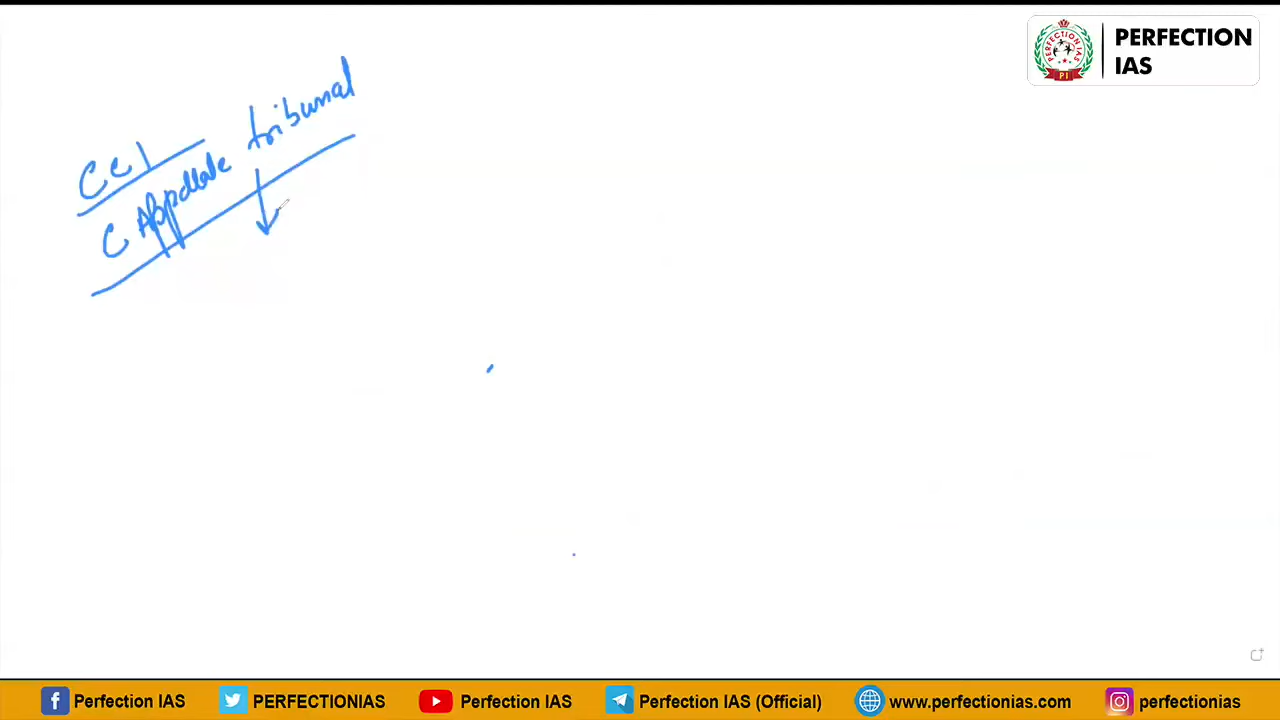 PERFECTION
IAS
CCI
C Appellate tribunal
Perfection IAS
PERFECTIONIAS
Perfection IAS
Perfection IAS (Official)
www.perfectionias.com
perfectionias